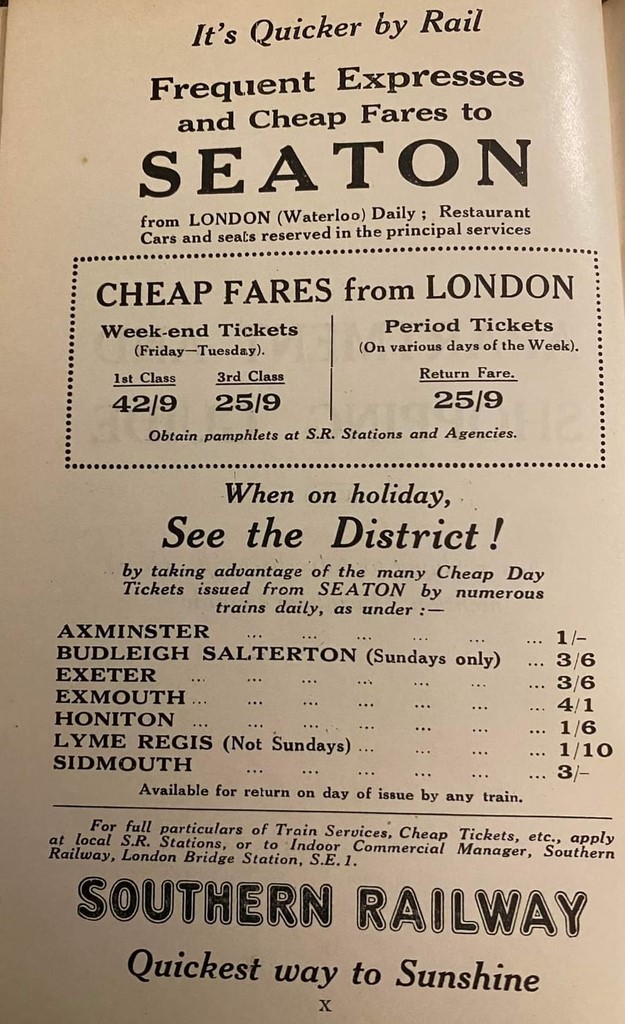 It's Quicker by Rail
Frequent Expresses
and Cheap Fares to
SEATON
from LONDON (Waterloo) Daily ; Restaurant
Cars and seats reserved in the principal services
CHEAP FARES from LONDON
Week-end Tickets
(Friday—Tuesday).
1st Class 3rd Class
42/9 25/9
Period Tickets
(On various days of the Week).
Return Fare.
25/9
Obtain pamphlets at S.R. Stations and Agencies.
When on holiday,
See the District !
by taking advantage of the many Cheap Day
Tickets issued from SEATON by numerous
trains daily, as under :—
AXMINSTER ... ... ... ... ... ... 1/-
BUDLEIGH SALTERTON (Sundays only) ... 3/6
EXETER ... ... ... ... ... ... 3/6
EXMOUTH ... ... ... ... ... ... ... 4/1
HONITON ... ... ... ... ... ... ... 1/6
LYME REGIS (Not Sundays) ... ... ... ... 1/10
SIDMOUTH ... ... ... ... ... ... 3/-
Available for return on day of issue by any train.
For full particulars of Train Services, Cheap Tickets, etc., apply
at local S.R. Stations, or to Indoor Commercial Manager, Southern
Railway, London Bridge Station, S.E.1.
SOUTHERN RAILWAY
Quickest way to Sunshine
X